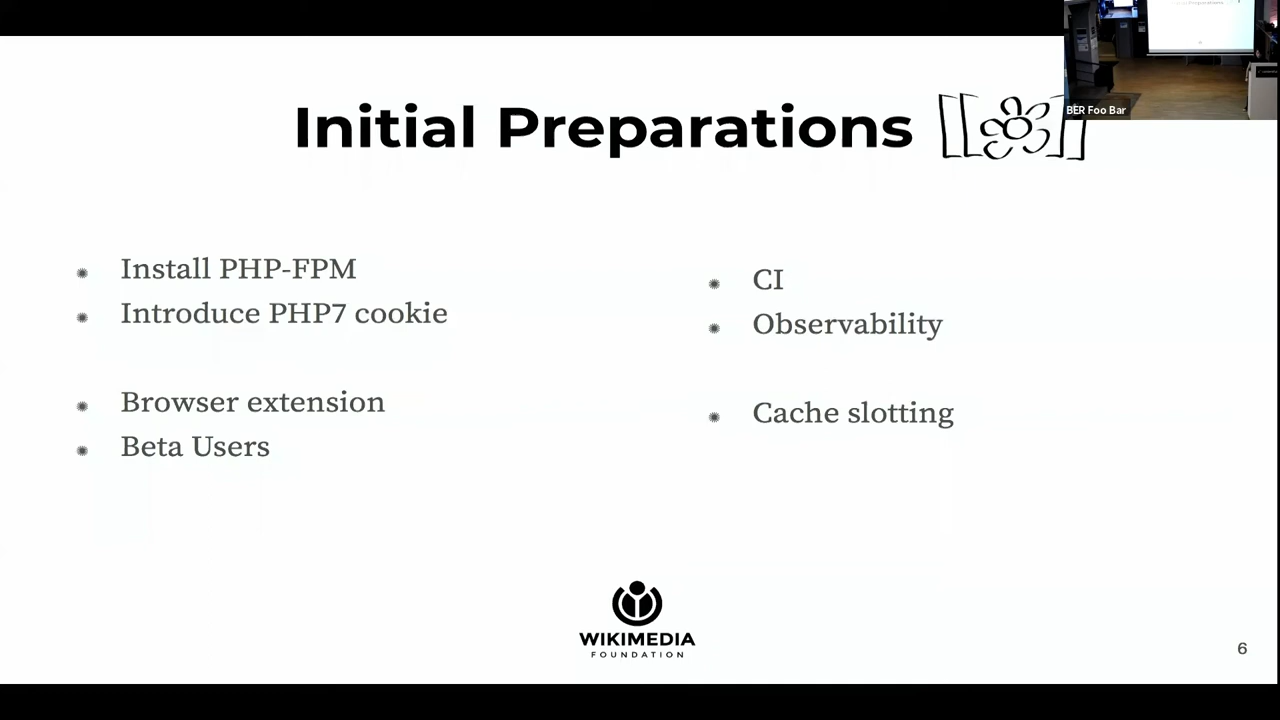 Initial Preparations
BER Foo Bar
Install PHP-FPM
Introduce PHP7 cookie
Browser extension
Beta Users
CI
Observability
Cache slotting
WIKIMEDIA
FOUNDATION
6